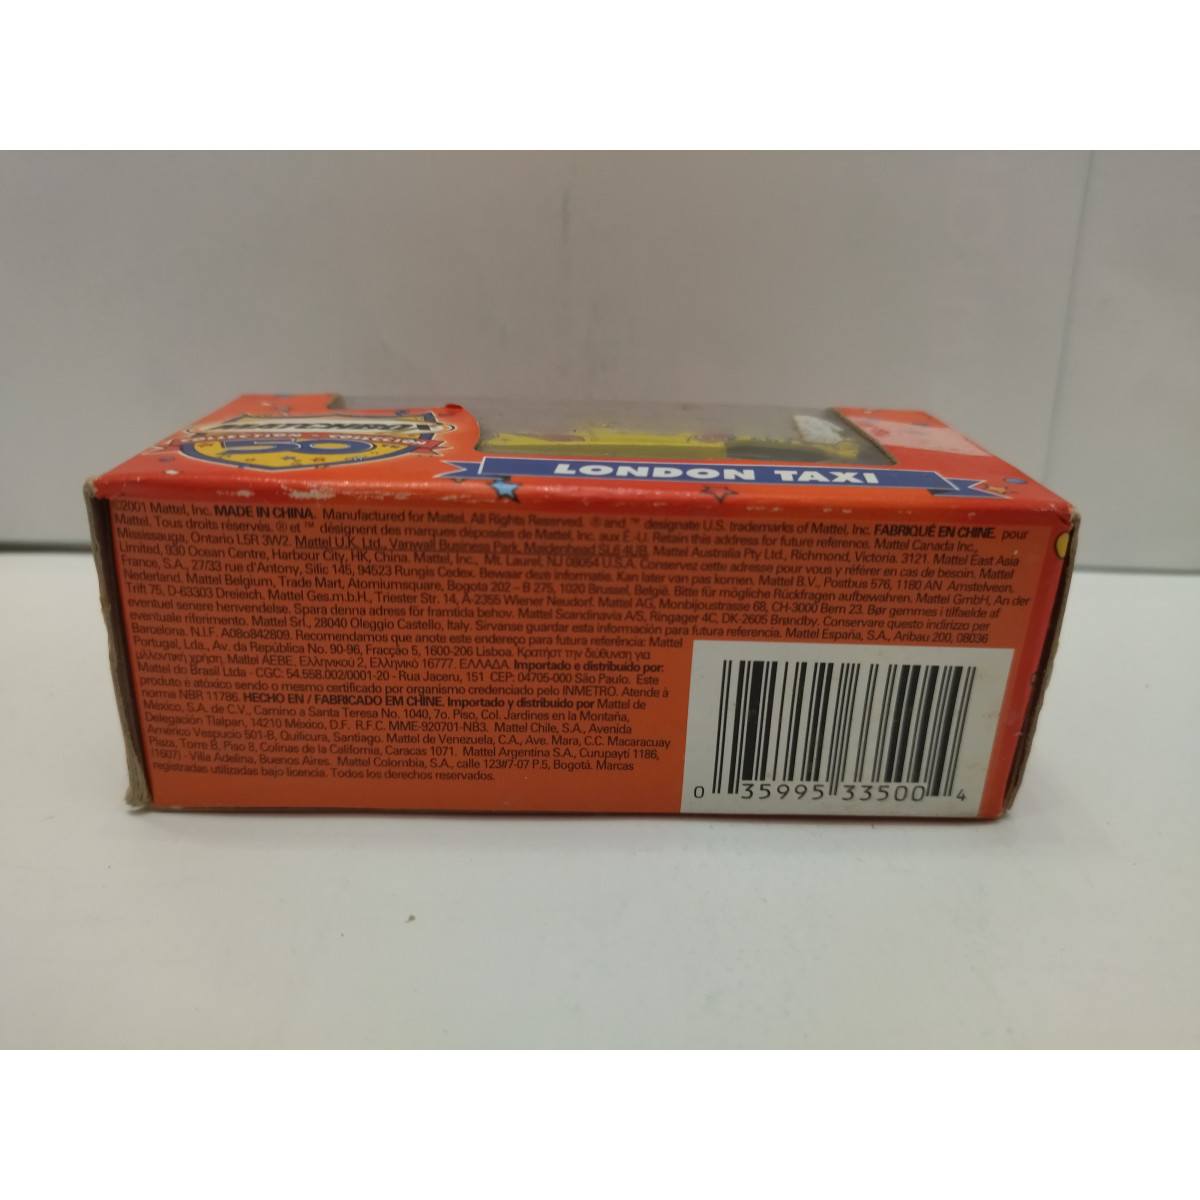 MATCHBOX
COLLECTION • COLECCION
LONDON TAXI
©2001 Mattel, Inc. MADE IN CHINA. Manufactured for Mattel. All Rights Reserved. ® and ™ designate U.S. trademarks of Mattel, Inc. FABRIQUÉ EN CHINE. pour
Mattel. Tous droits réservés. ® et ™ désignent des marques déposées de Mattel, Inc. aux É.-U. Retain this address for future reference. Mattel Canada Inc.,
Mississauga, Ontario L5R 3W2. Mattel U.K. Ltd., Vanwall Business Park, Maidenhead SL6 4UB. Mattel Australia Pty Ltd., Richmond, Victoria. 3121. Mattel East Asia
Limited, 930 Ocean Centre, Harbour City, HK, China. Mattel, Inc., Mt. Laurel, NJ 08054 U.S.A. Conservez cette adresse pour vous y référer en cas de besoin. Mattel
France, S.A., 27/33 rue d'Antony, Silic 145, 94523 Rungis Cedex. Bewaar deze informatie. Kan later van pas komen. Mattel B.V., Postbus 576, 1180 AN Amstelveen,
Nederland. Mattel Belgium, Trade Mart, Atomiumsquare, Bogota 202 – B 275, 1020 Brussel, België. Bitte für mögliche Rückfragen aufbewahren. Mattel GmbH, An der
Trift 75, D-63303 Dreieich. Mattel Ges.m.b.H., Triester Str. 14, A-2355 Wiener Neudorf. Mattel AG, Monbijoustrasse 68, CH-3000 Bern 23. Bør gemmes i tilfælde af
eventuel senere henvendelse. Spara denna adress för framtida behov. Mattel Scandinavia A/S, Ringager 4C, DK-2605 Brøndby. Conservare questo indirizzo per
eventuale riferimento. Mattel Srl., 28040 Oleggio Castello, Italy. Sirvanse guardar esta información para futura referencia. Mattel España, S.A., Aribau 200, 08036
Barcelona. N.I.F. A08o842809. Recomendamos que anote este endereço para futura referência: Mattel
Portugal, Lda., Av. da República No. 90-96, Fracção 5, 1600-206 Lisboa. Κρατήστ την διεύθυνση για
μλλοντική χρήση. Mattel AEBE, Ελληνικού 2, Ελληνικό 16777. ΕΛΛΑΔΑ. Importado e distribuido por:
Mattel do Brasil Ltda - CGC: 54.558.002/0001-20 - Rua Jaceru, 151 CEP: 04705-000 São Paulo. Este
produto e atóxico sendo o mesmo certificado por organismo credenciado pelo INMETRO. Atende à
norma NBR 11786. HECHO EN / FABRICADO EM CHINE. Importado y distribuido por Mattel de
México, S.A. de C.V., Camino a Santa Teresa No. 1040, 7o. Piso, Col. Jardines en la Montaña,
Delegación Tlalpan, 14210 México, D.F. R.F.C. MME-920701-NB3. Mattel Chile, S.A., Avenida
Américo Vespucio 501-B, Quilicura, Santiago. Mattel de Venezuela, C.A., Ave. Mara, C.C. Macaracuay
Plaza, Torre B, Piso 8, Colinas de la California, Caracas 1071. Mattel Argentina S.A., Curupaytí 1186,
(1607) - Villa Adelina, Buenos Aires. Mattel Colombia, S.A., calle 123#7-07 P.5, Bogotá. Marcas
registradas utilizadas bajo licencia. Todos los derechos reservados.
0 35995 33500 4